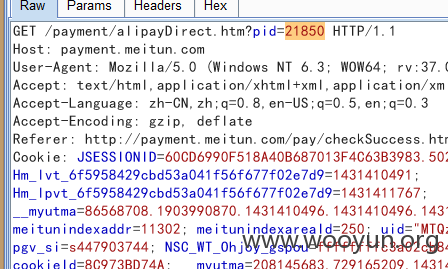 Raw Params Headers Hex
GET /payment/alipayDirect.htm?pid=21850 HTTP/1.1
Host: payment.meitun.com
User-Agent: Mozilla/5.0 (Windows NT 6.3; WOW64; rv:37.0
Accept: text/html,application/xhtml+xml,application/xm
Accept-Language: zh-CN,zh;q=0.8,en-US;q=0.5,en;q=0.3
Accept-Encoding: gzip, deflate
Referer: http://payment.meitun.com/pay/checkSuccess.htm
Cookie: JSESSIONID=60CD6990F518A40B687013F4C63B3983.502
Hm_lvt_6f5958429cbd53a041f56f677f02e7d9=1431410491;
Hm_lpvt_6f5958429cbd53a041f56f677f02e7d9=1431411767;
__myutma=86568708.1903990870.1431410496.1431410496.143
meitunindexaddr=11302; meitunindexareaId=250; uid="MTQz
pgv_si=s447903744;
www.wooyun.org
cookieId=8C973BD74A; __myutma=208145683.729165209.1431